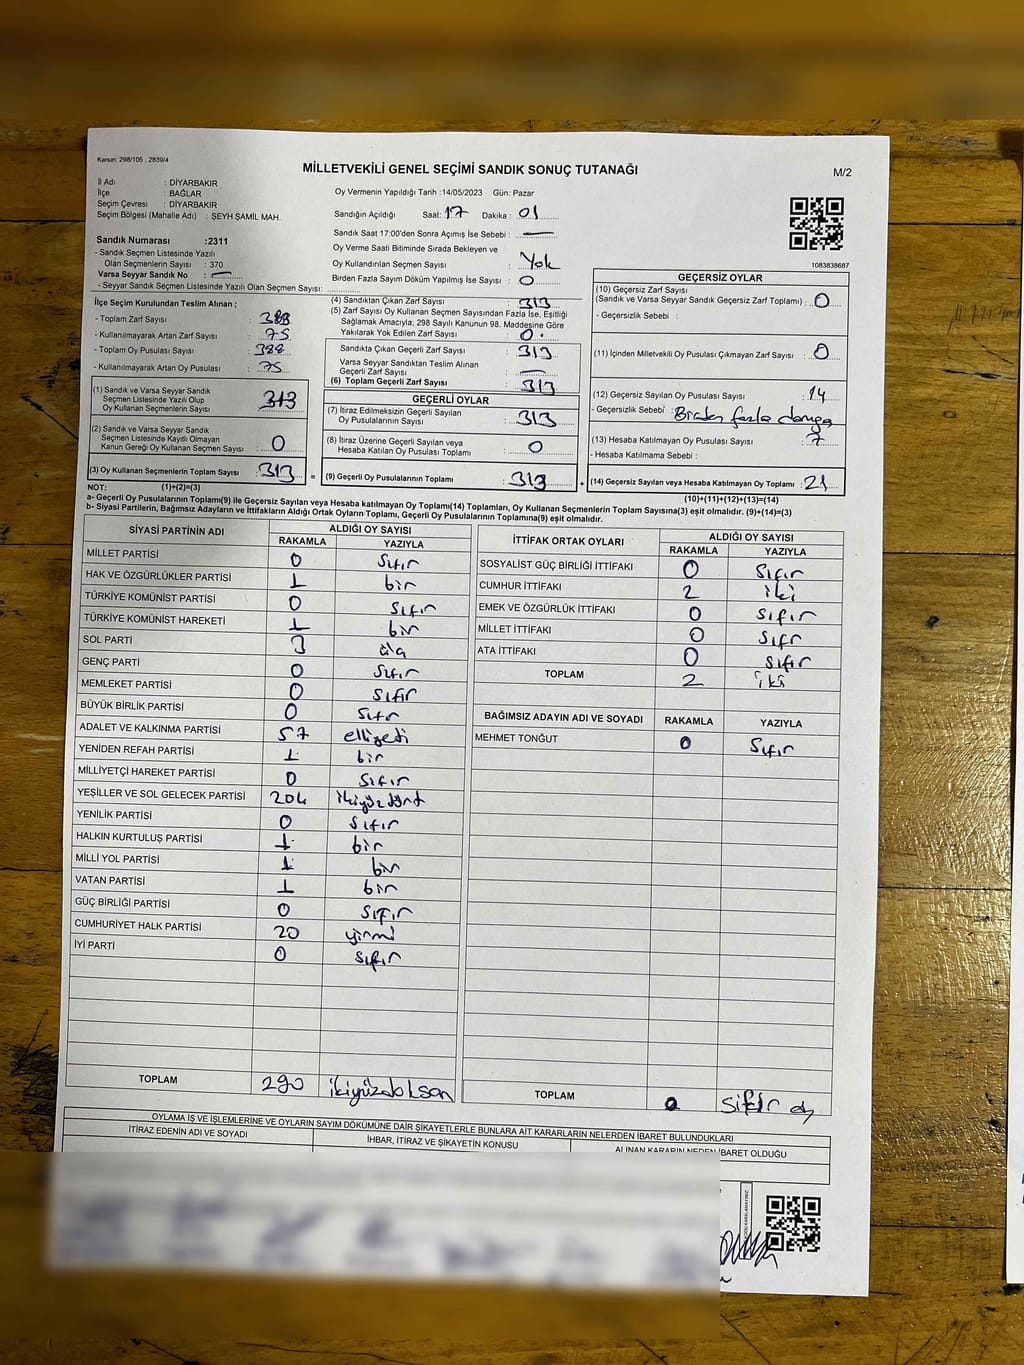 Kanun: 298/105 , 2839/4
MİLLETVEKİLİ GENEL SEÇİMİ SANDIK SONUÇ TUTANAĞI
M/2
İl Adı : DİYARBAKIR
İlçe : BAĞLAR
Seçim Çevresi : DİYARBAKIR
Seçim Bölgesi (Mahalle Adı) : ŞEYH ŞAMİL MAH.
Sandık Numarası :2311
- Sandık Seçmen Listesinde Yazılı
Olan Seçmenlerin Sayısı : 370
Varsa Seyyar Sandık No : —
- Seyyar Sandık Seçmen Listesinde Yazılı Olan Seçmen Sayısı:
Oy Vermenin Yapıldığı Tarih :14/05/2023 Gün: Pazar
Sandığın Açıldığı Saat: 17 Dakika : 01
Sandık Saat 17:00'den Sonra Açımış İse Sebebi : —
Oy Verme Saati Bitiminde Sırada Bekleyen ve
Oy Kullandırılan Seçmen Sayısı : Yok
Birden Fazla Sayım Döküm Yapılmış İse Sayısı : 0
1083838687
İlçe Seçim Kurulundan Teslim Alınan ;
- Toplam Zarf Sayısı : 388
- Kullanılmayarak Artan Zarf Sayısı : 75
- Toplam Oy Pusulası Sayısı : 388
- Kullanılmayarak Artan Oy Pusulası : 75
(1) Sandık ve Varsa Seyyar Sandık
Seçmen Listesinde Yazılı Olup
Oy Kullanan Seçmenlerin Sayısı : 313
(2) Sandık ve Varsa Seyyar Sandık
Seçmen Listesinde Kayıtlı Olmayan
Kanun Gereği Oy Kullanan Seçmen Sayısı : 0
(3) Oy Kullanan Seçmenlerin Toplam Sayısı : 313
(4) Sandıktan Çıkan Zarf Sayısı : 313
(5) Zarf Sayısı Oy Kullanan Seçmen Sayısından Fazla İse, Eşitliği
Sağlamak Amacıyla; 298 Sayılı Kanunun 98. Maddesine Göre
Yakılarak Yok Edilen Zarf Sayısı : 0
Sandıkta Çıkan Geçerli Zarf Sayısı : 313
Varsa Seyyar Sandıktan Teslim Alınan
Geçerli Zarf Sayısı : —
(6) Toplam Geçerli Zarf Sayısı : 313
GEÇERLİ OYLAR
(7) İtiraz Edilmeksizin Geçerli Sayılan
Oy Pusulalarının Sayısı : 313
(8) İtiraz Üzerine Geçerli Sayılan veya
Hesaba Katılan Oy Pusulası Toplamı : 0
= (9) Geçerli Oy Pusulalarının Toplamı : 313
GEÇERSİZ OYLAR
(10) Geçersiz Zarf Sayısı
(Sandık ve Varsa Seyyar Sandık Geçersiz Zarf Toplamı) : 0
- Geçersizlik Sebebi :
(11) İçinden Milletvekili Oy Pusulası Çıkmayan Zarf Sayısı : 0
(12) Geçersiz Sayılan Oy Pusulası Sayısı : 14
- Geçersizlik Sebebi : Birden fazla damga
(13) Hesaba Katılmayan Oy Pusulası Sayısı : 7
- Hesaba Katılmama Sebebi :
+ (14) Geçersiz Sayılan veya Hesaba Katılmayan Oy Toplamı : 21
NOT: (1)+(2)=(3)
(10)+(11)+(12)+(13)=(14)
a- Geçerli Oy Pusulalarının Toplamı(9) ile Geçersiz Sayılan veya Hesaba katılmayan Oy Toplamı(14) Toplamları, Oy Kullanan Seçmenlerin Toplam Sayısına(3) eşit olmalıdır. (9)+(14)=(3)
b- Siyasi Partilerin, Bağımsız Adayların ve İttifakların Aldığı Ortak Oyların Toplamı, Geçerli Oy Pusulalarının Toplamına(9) eşit olmalıdır.
SİYASİ PARTİNİN ADI ALDIĞI OY SAYISI
RAKAMLA YAZIYLA
MİLLET PARTİSİ 0 sıfır
HAK VE ÖZGÜRLÜKLER PARTİSİ 1 bir
TÜRKİYE KOMÜNİST PARTİSİ 0 sıfır
TÜRKİYE KOMÜNİST HAREKETİ 1 bir
SOL PARTİ 3
GENÇ PARTİ 0 sıfır
MEMLEKET PARTİSİ 0 sıfır
BÜYÜK BİRLİK PARTİSİ 0 sıfır
ADALET VE KALKINMA PARTİSİ 57 elliyedi
YENİDEN REFAH PARTİSİ 1 bir
MİLLİYETÇİ HAREKET PARTİSİ 0 sıfır
YEŞİLLER VE SOL GELECEK PARTİSİ 204 ikiyüzdört
YENİLİK PARTİSİ 0 sıfır
HALKIN KURTULUŞ PARTİSİ 1 bir
MİLLİ YOL PARTİSİ 1 bir
VATAN PARTİSİ 1 bir
GÜÇ BİRLİĞİ PARTİSİ 0 sıfır
CUMHURİYET HALK PARTİSİ 20 yirmi
İYİ PARTİ 0 sıfır
TOPLAM 290 ikiyüzdoksan
İTTİFAK ORTAK OYLARI ALDIĞI OY SAYISI
RAKAMLA YAZIYLA
SOSYALİST GÜÇ BİRLİĞİ İTTİFAKI 0 sıfır
CUMHUR İTTİFAKI 2 iki
EMEK VE ÖZGÜRLÜK İTTİFAKI 0 sıfır
MİLLET İTTİFAKI 0 sıfır
ATA İTTİFAKI 0 sıfır
TOPLAM 2 iki
BAĞIMSIZ ADAYIN ADI VE SOYADI RAKAMLA YAZIYLA
MEHMET TONĞUT 0 sıfır
TOPLAM 0 sıfır oy
OYLAMA İŞ VE İŞLEMLERİNE VE OYLARIN SAYIM DÖKÜMÜNE DAİR ŞİKAYETLERLE BUNLARA AİT KARARLARIN NELERDEN İBARET BULUNDUKLARI
İTİRAZ EDENİN ADI VE SOYADI İHBAR, İTİRAZ VE ŞİKAYETİN KONUSU ALINAN KARARIN NEDEN İBARET OLDUĞU